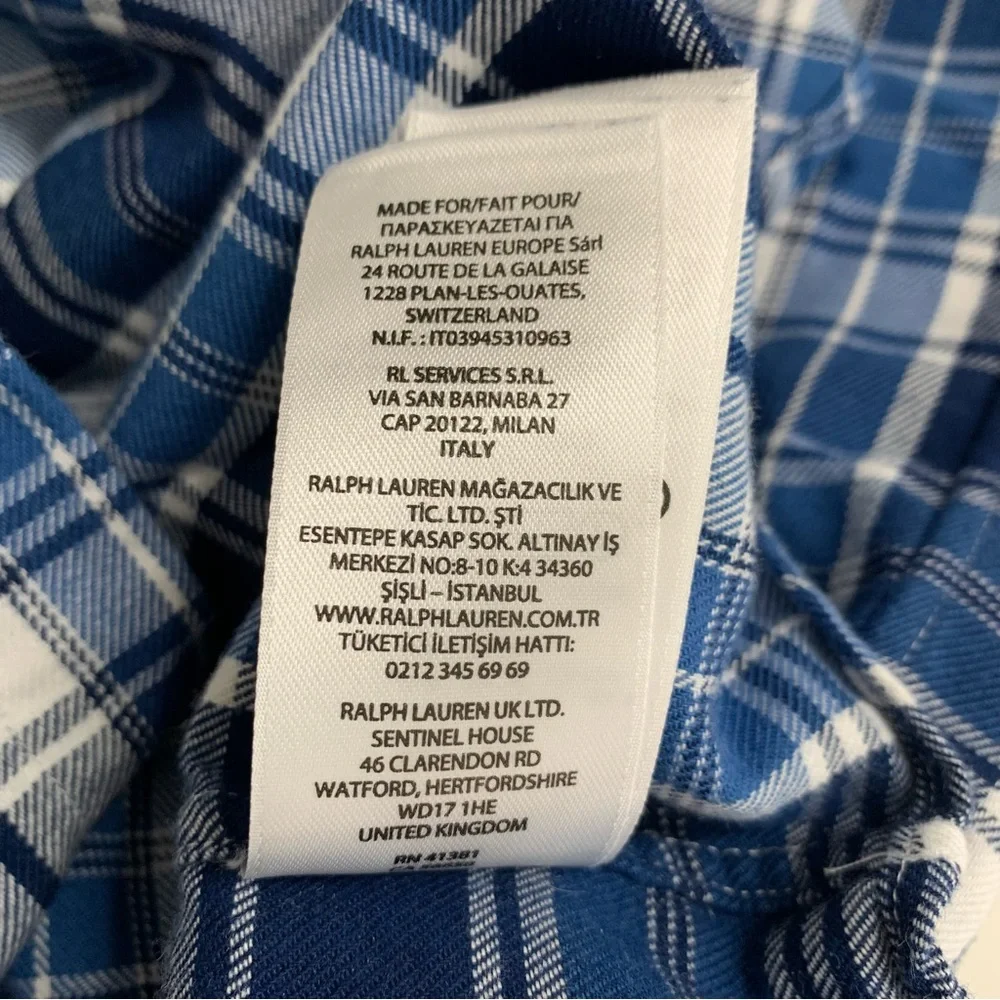 MADE FOR/FAIT POUR/
ΠΑΡΑΣΚΕΥΑΖΕΤΑΙ ΓΙΑ
RALPH LAUREN EUROPE Sárl
24 ROUTE DE LA GALAISE
1228 PLAN-LES-OUATES,
SWITZERLAND
N.I.F. : IT03945310963
RL SERVICES S.R.L.
VIA SAN BARNABA 27
CAP 20122, MILAN
ITALY
RALPH LAUREN MAĞAZACILIK VE
TİC. LTD. ŞTİ
ESENTEPE KASAP SOK. ALTINAY İŞ
MERKEZİ NO:8-10 K:4 34360
ŞİŞLİ – İSTANBUL
WWW.RALPHLAUREN.COM.TR
TÜKETİCİ İLETİŞİM HATTI:
0212 345 69 69
RALPH LAUREN UK LTD.
SENTINEL HOUSE
46 CLARENDON RD
WATFORD, HERTFORDSHIRE
WD17 1HE
UNITED KINGDOM
RN 41381